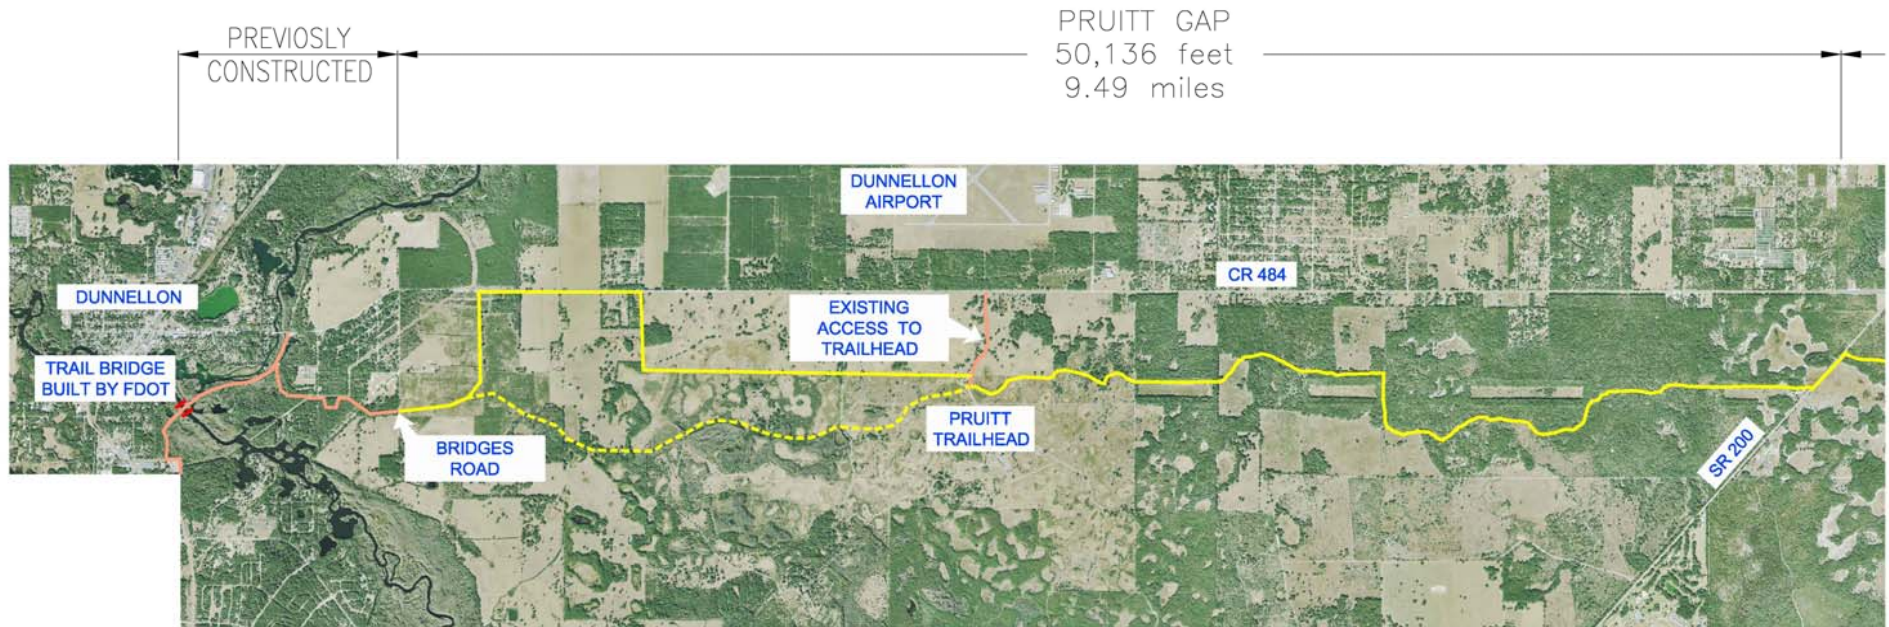 PREVIOSLY
CONSTRUCTED
PRUITT GAP
50,136 feet
9.49 miles
DUNNELLON
AIRPORT
CR 484
DUNNELLON
EXISTING
ACCESS TO
TRAILHEAD
TRAIL BRIDGE
BUILT BY FDOT
BRIDGES
ROAD
PRUITT
TRAILHEAD
SR 200